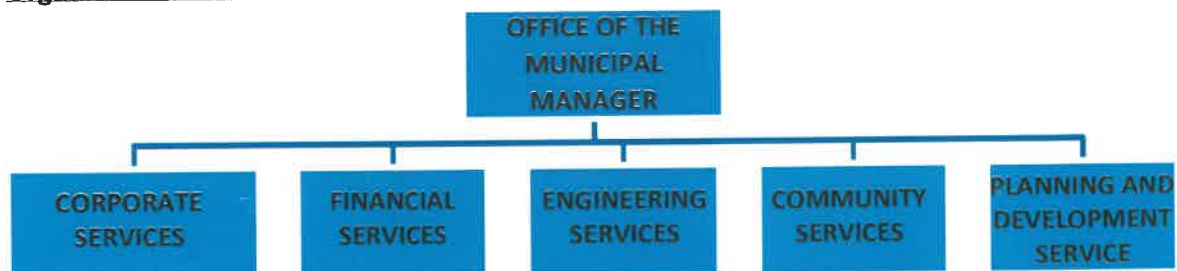 OFFICE OF THE
MUNICIPAL
MANAGER
CORPORATE
SERVICES
FINANCIAL
SERVICES
ENGINEERING
SERVICES
COMMUNITY
SERVICES
PLANNING AND
DEVELOPMENT
SERVICE